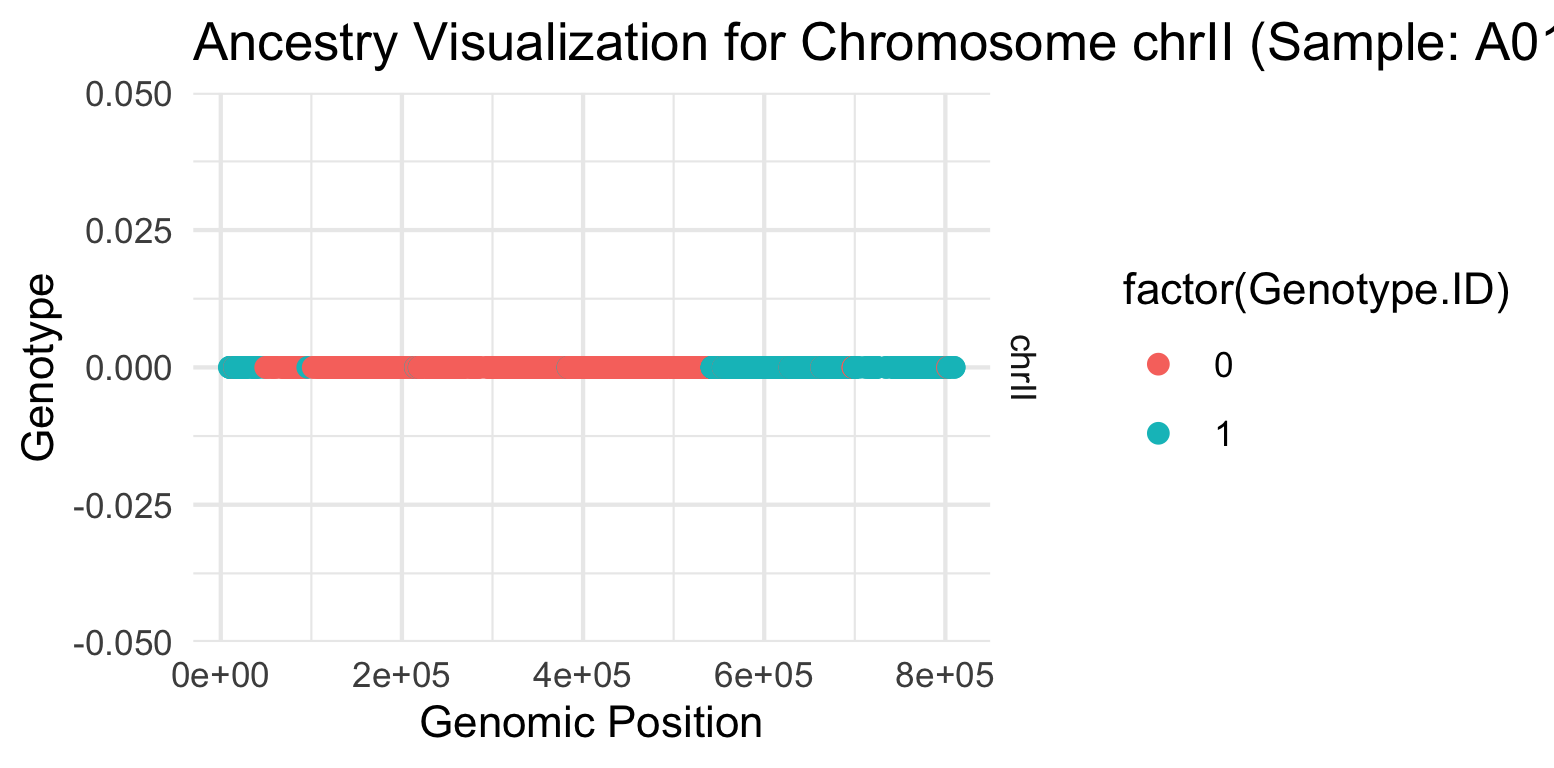 Ancestry Visualization for Chromosome chrII (Sample: A01
0.050
0.025
0.000
-0.025
-0.050
Genotype
0e+00 2e+05 4e+05 6e+05 8e+05
Genomic Position
chrII
factor(Genotype.ID)
0
1